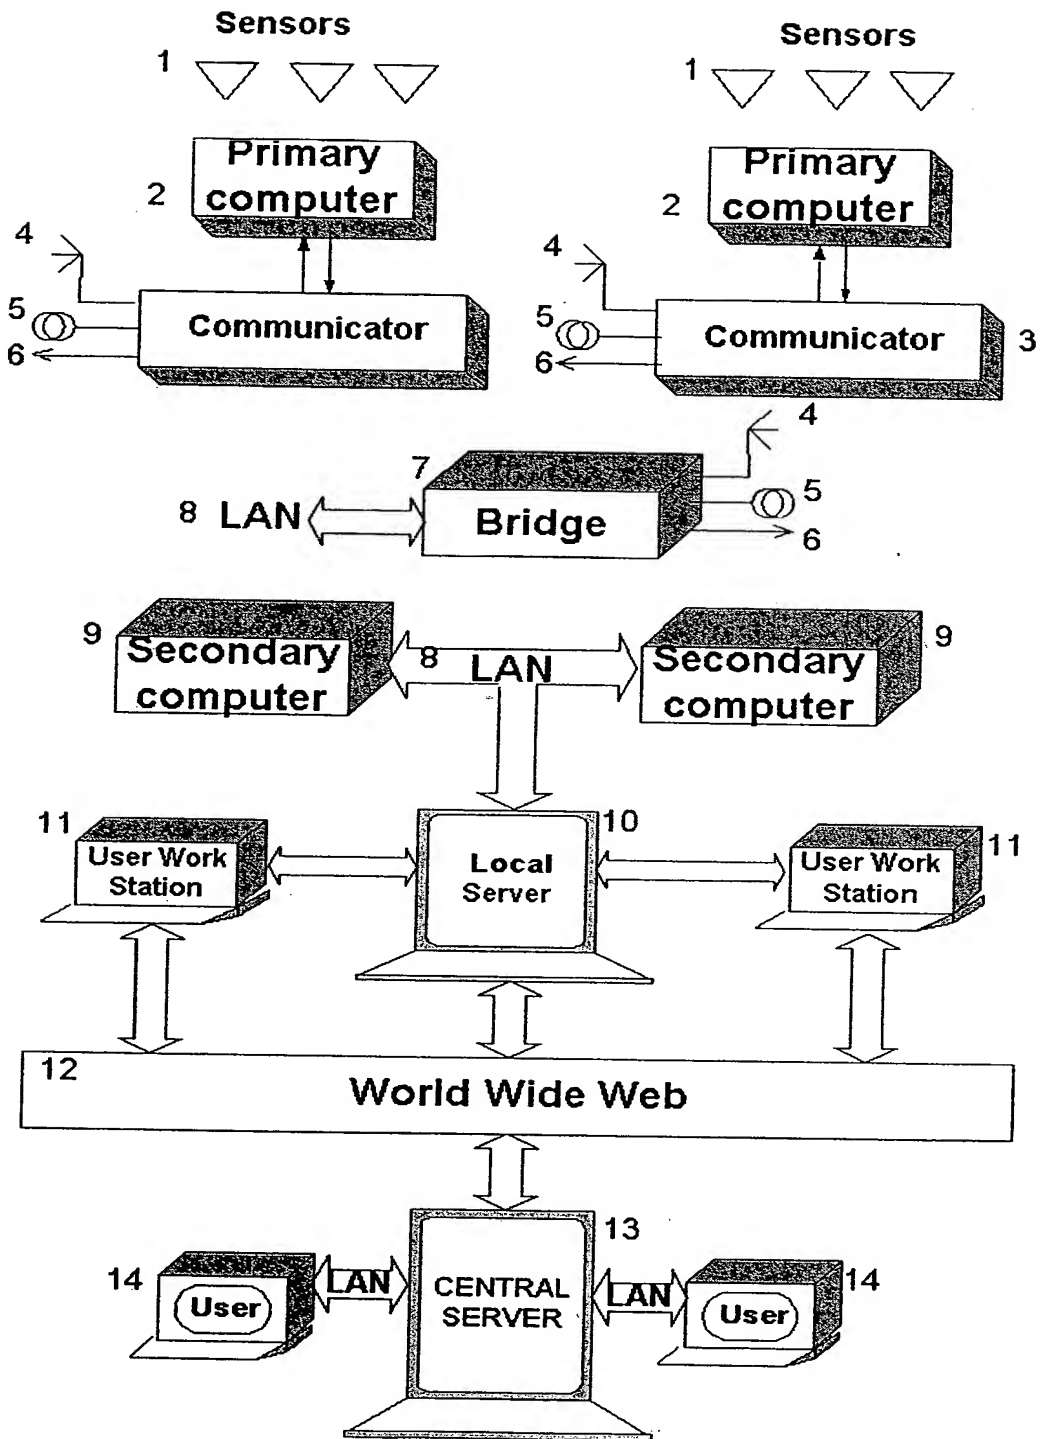 Sensors
Sensors
1
1
Primary
computer
Primary
computer
2
2
4
4
5
5
Communicator
Communicator
3
6
6
4
7
8 LAN
Bridge
5
6
9
Secondary
computer
8
LAN
Secondary
computer
9
11
User Work
Station
10
Local
Server
User Work
Station
11
12
World Wide Web
13
14
User
LAN
CENTRAL
SERVER
LAN
User
14